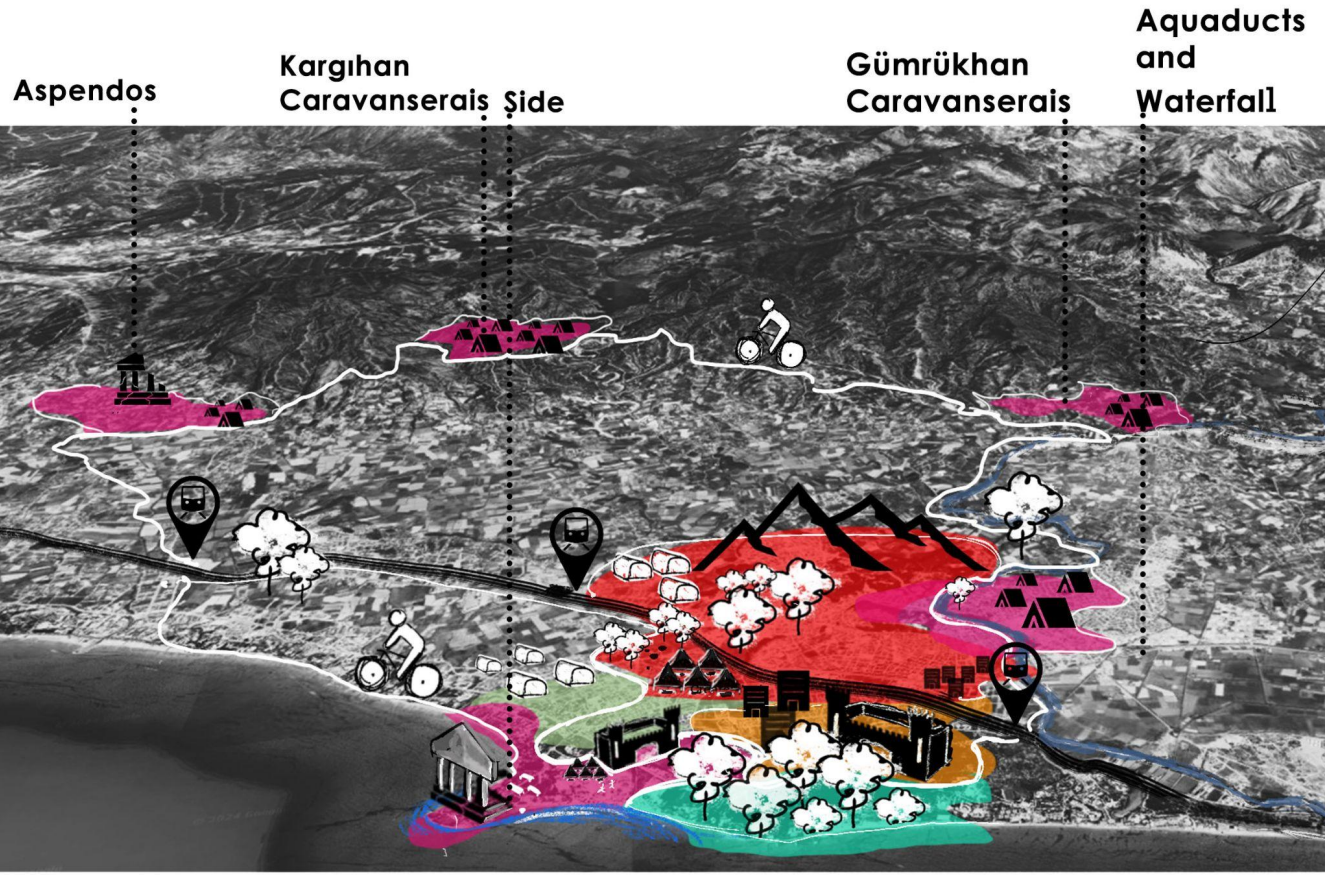 Aspendos
Kargıhan
Caravanserais
Side
Gümrükhan
Caravanserais
Aquaducts
and
Waterfall